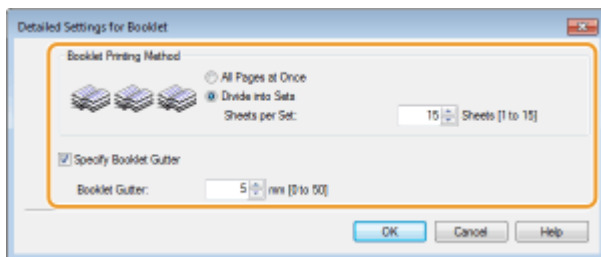 Detailed Settings for Booklet
Booklet Printing Method
All Pages at Once
Divide into Sets
Sheets per Set: 15 Sheets [1 to 15]
Specify Booklet Gutter
Booklet Gutter: 5 mm [0 to 50]
OK Cancel Help